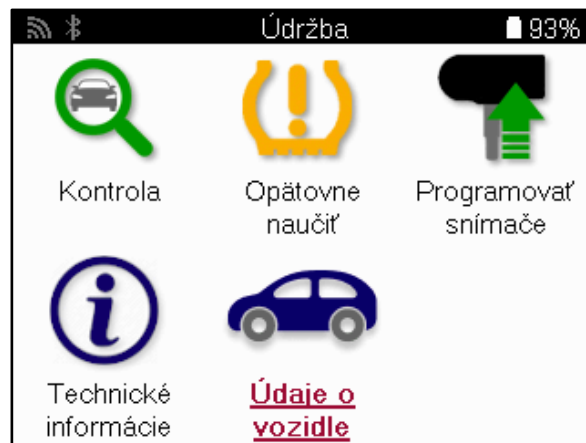 Údržba 93%
Kontrola
Opätovne
naučiť
Programovať
snímače
Technické
informácie
Údaje o
vozidle